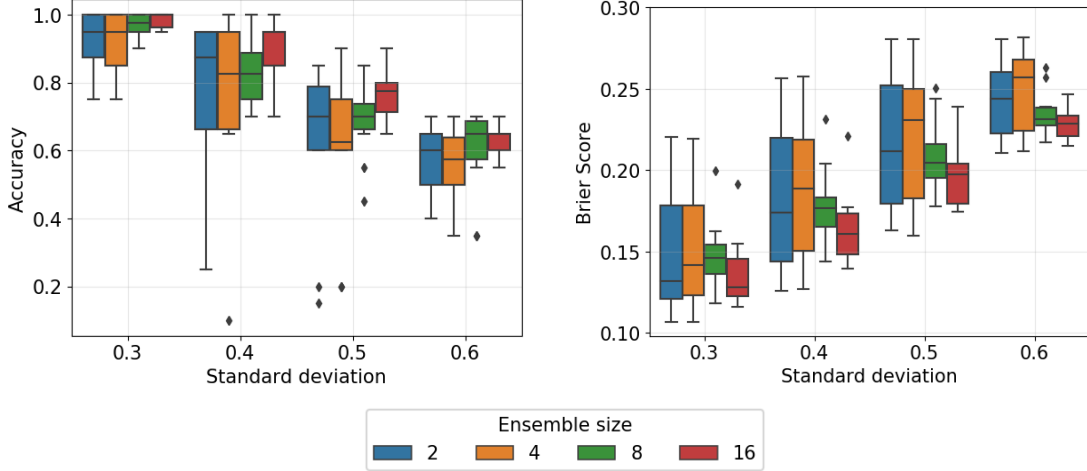 1.0
0.8
0.6
0.4
0.2
Accuracy
0.3 0.4 0.5 0.6
Standard deviation
0.30
0.25
0.20
0.15
0.10
Brier Score
0.3 0.4 0.5 0.6
Standard deviation
Ensemble size
2 4 8 16